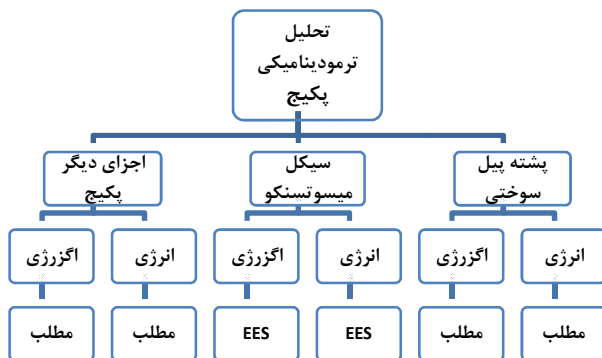 تحلیل
ترمودینامیکی
پکیج
پشته پیل
سوختی
سیکل
میسوتسنکو
اجزای دیگر
پکیج
انرژی
اگزرژی
انرژی
اگزرژی
انرژی
اگزرژی
مطلب
مطلب
EES
EES
مطلب
مطلب